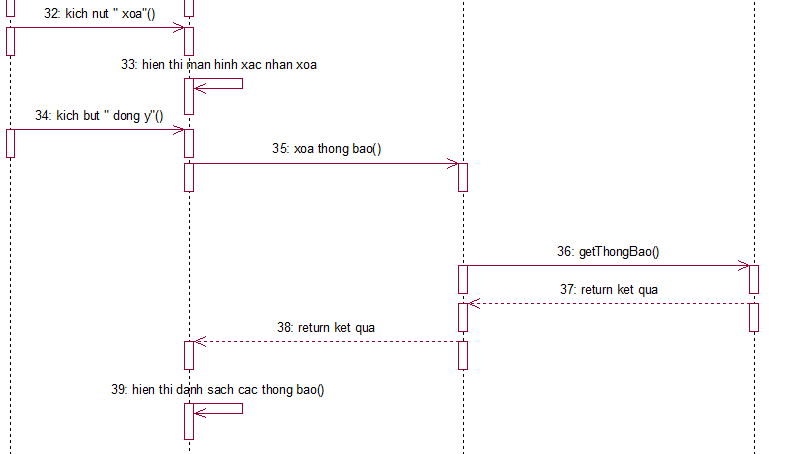 32: kich nut " xoa"()
33: hien thi man hinh xac nhan xoa
34: kich but " dong y"()
35: xoa thong bao()
36: getThongBao()
37: return ket qua
38: return ket qua
39: hien thi danh sach cac thong bao()